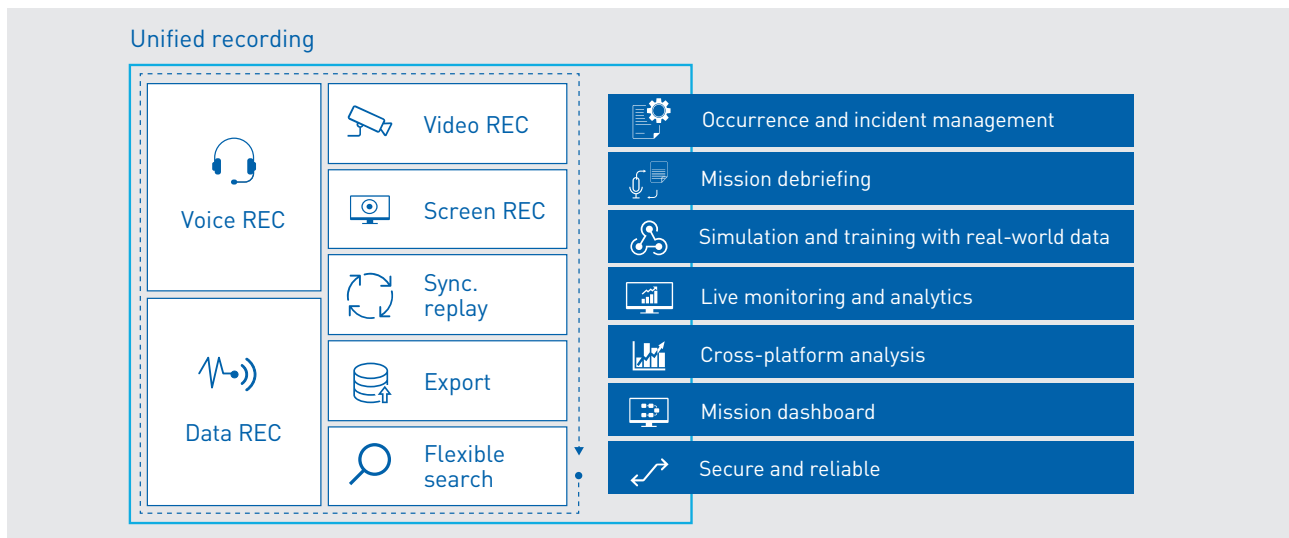 Unified recording
Voice REC
Data REC
Video REC
Screen REC
Sync.
replay
Export
Flexible
search
Occurrence and incident management
Mission debriefing
Simulation and training with real-world data
Live monitoring and analytics
Cross-platform analysis
Mission dashboard
Secure and reliable